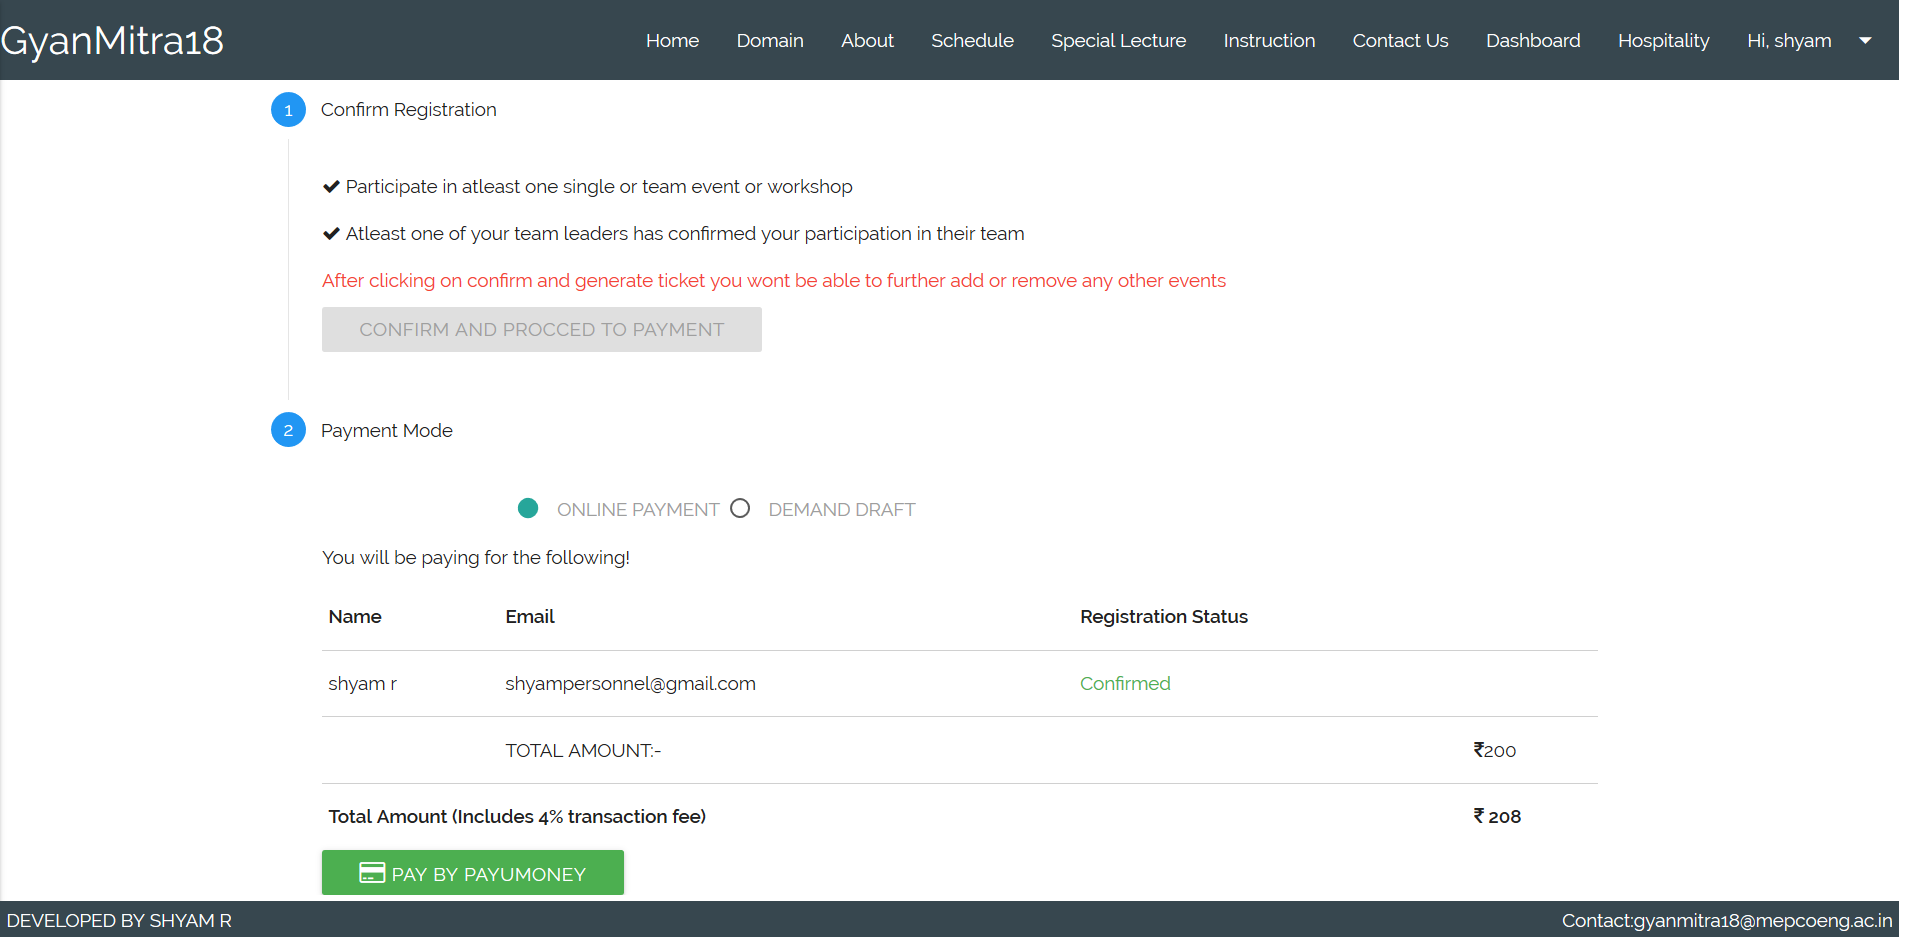 GyanMitra18
Home Domain About Schedule Special Lecture Instruction Contact Us Dashboard Hospitality Hi, shyam
1 Confirm Registration
Participate in atleast one single or team event or workshop
Atleast one of your team leaders has confirmed your participation in their team
After clicking on confirm and generate ticket you wont be able to further add or remove any other events
CONFIRM AND PROCCED TO PAYMENT
2 Payment Mode
ONLINE PAYMENT DEMAND DRAFT
You will be paying for the following!
Name Email Registration Status
shyam r shyampersonnel@gmail.com Confirmed
TOTAL AMOUNT:- ₹200
Total Amount (Includes 4% transaction fee) ₹ 208
PAY BY PAYUMONEY
DEVELOPED BY SHYAM R Contact:gyanmitra18@mepcoeng.ac.in